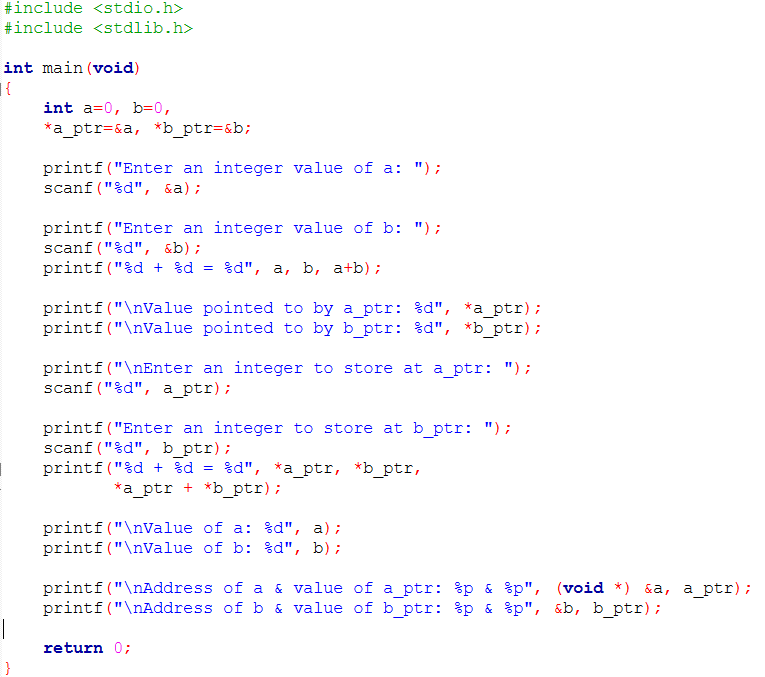 #include <stdio.h>
#include <stdlib.h>

int main(void)
{
    int a=0, b=0,
    *a_ptr=&a, *b_ptr=&b;

    printf("Enter an integer value of a: ");
    scanf("%d", &a);

    printf("Enter an integer value of b: ");
    scanf("%d", &b);
    printf("%d + %d = %d", a, b, a+b);

    printf("\nValue pointed to by a_ptr: %d", *a_ptr);
    printf("\nValue pointed to by b_ptr: %d", *b_ptr);

    printf("\nEnter an integer to store at a_ptr: ");
    scanf("%d", a_ptr);

    printf("Enter an integer to store at b_ptr: ");
    scanf("%d", b_ptr);
    printf("%d + %d = %d", *a_ptr, *b_ptr,
           *a_ptr + *b_ptr);

    printf("\nValue of a: %d", a);
    printf("\nValue of b: %d", b);

    printf("\nAddress of a & value of a_ptr: %p & %p", (void *) &a, a_ptr);
    printf("\nAddress of b & value of b_ptr: %p & %p", &b, b_ptr);

    return 0;
}